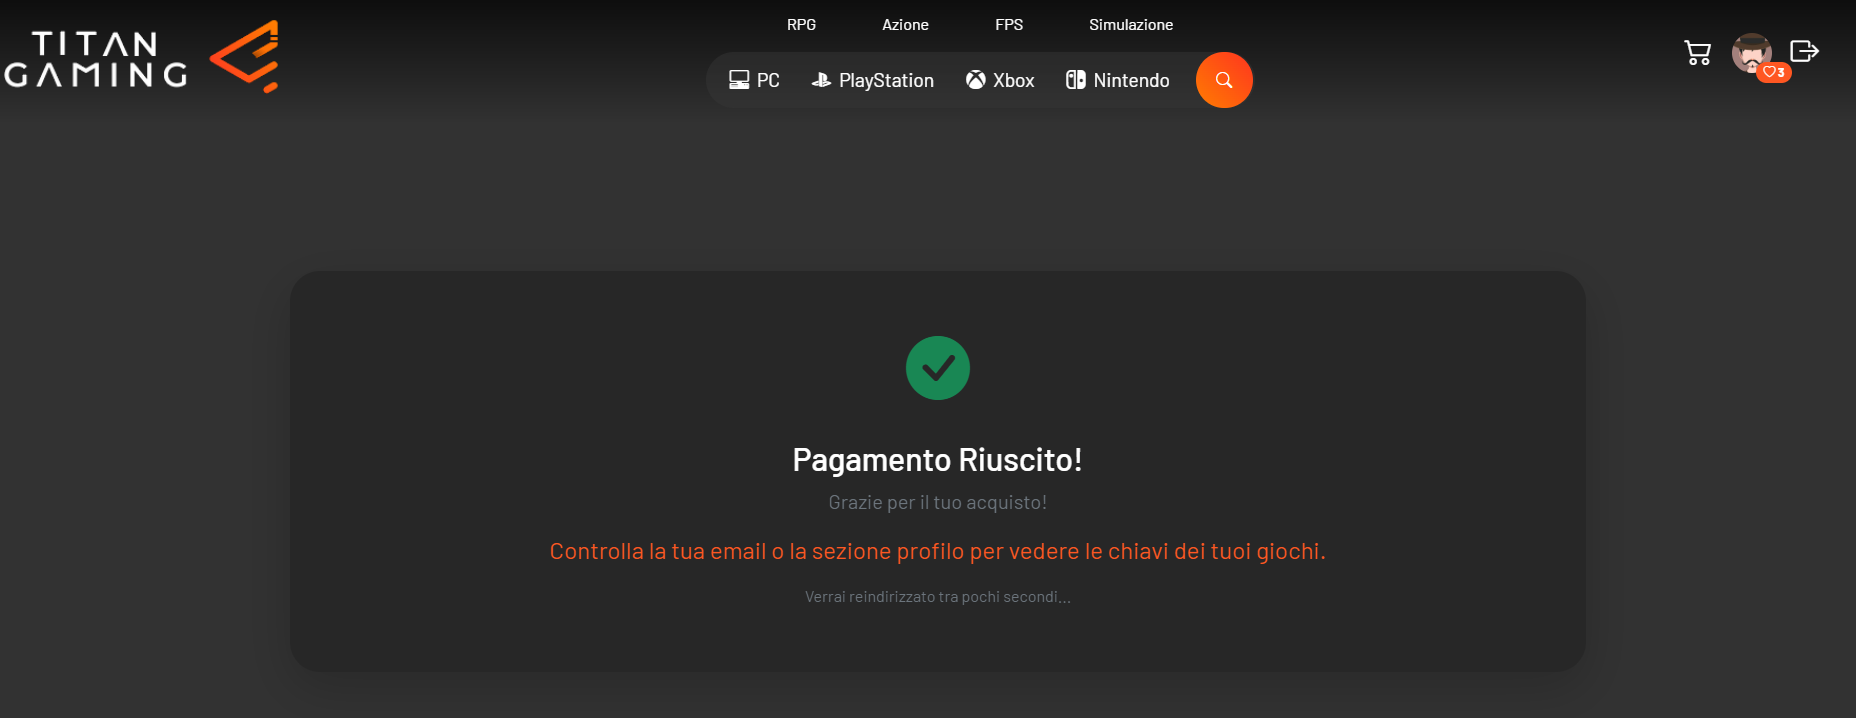 TITAN
GAMING
RPG Azione FPS Simulazione
PC PlayStation Xbox Nintendo
3
Pagamento Riuscito!
Grazie per il tuo acquisto!
Controlla la tua email o la sezione profilo per vedere le chiavi dei tuoi giochi.
Verrai reindirizzato tra pochi secondi...